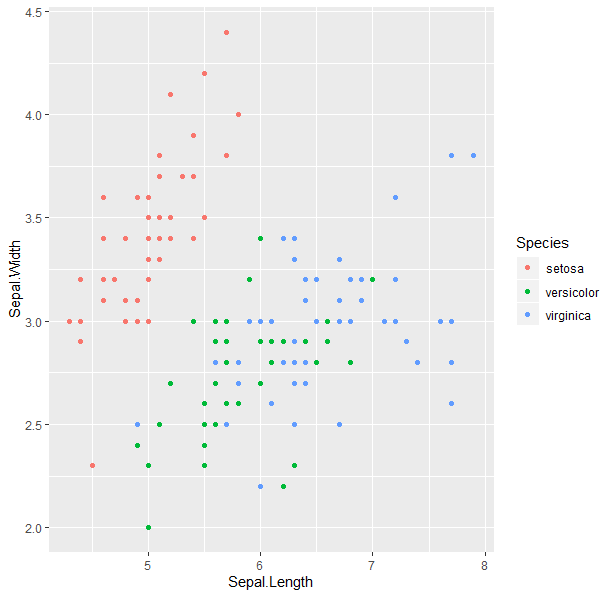 4.5
4.0
3.5
3.0
2.5
2.0
Sepal.Width
5 6 7 8
Sepal.Length
Species
setosa
versicolor
virginica